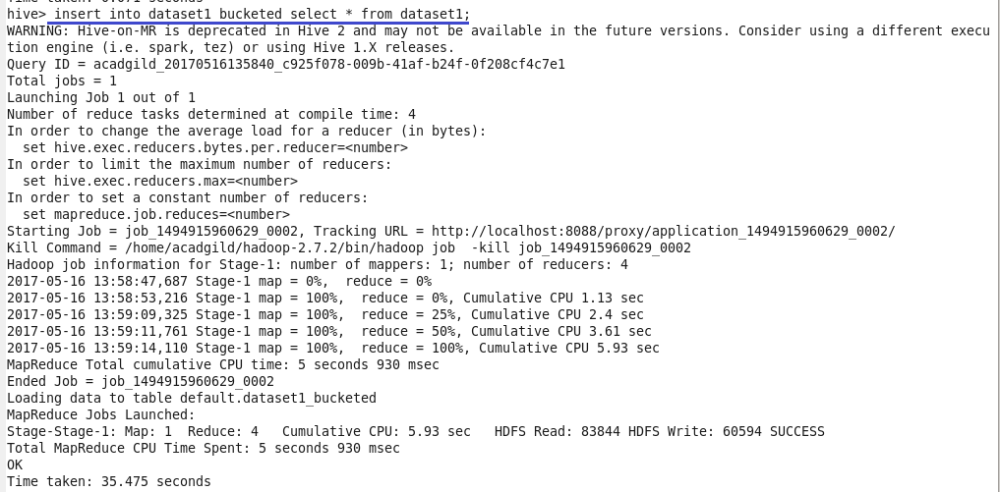 Time taken: 0.071 seconds
hive> insert into dataset1_bucketed select * from dataset1;
WARNING: Hive-on-MR is deprecated in Hive 2 and may not be available in the future versions. Consider using a different execu
tion engine (i.e. spark, tez) or using Hive 1.X releases.
Query ID = acadgild_20170516135840_c925f078-009b-41af-b24f-0f208cf4c7e1
Total jobs = 1
Launching Job 1 out of 1
Number of reduce tasks determined at compile time: 4
In order to change the average load for a reducer (in bytes):
  set hive.exec.reducers.bytes.per.reducer=<number>
In order to limit the maximum number of reducers:
  set hive.exec.reducers.max=<number>
In order to set a constant number of reducers:
  set mapreduce.job.reduces=<number>
Starting Job = job_1494915960629_0002, Tracking URL = http://localhost:8088/proxy/application_1494915960629_0002/
Kill Command = /home/acadgild/hadoop-2.7.2/bin/hadoop job  -kill job_1494915960629_0002
Hadoop job information for Stage-1: number of mappers: 1; number of reducers: 4
2017-05-16 13:58:47,687 Stage-1 map = 0%,  reduce = 0%
2017-05-16 13:58:53,216 Stage-1 map = 100%,  reduce = 0%, Cumulative CPU 1.13 sec
2017-05-16 13:59:09,325 Stage-1 map = 100%,  reduce = 25%, Cumulative CPU 2.4 sec
2017-05-16 13:59:11,761 Stage-1 map = 100%,  reduce = 50%, Cumulative CPU 3.61 sec
2017-05-16 13:59:14,110 Stage-1 map = 100%,  reduce = 100%, Cumulative CPU 5.93 sec
MapReduce Total cumulative CPU time: 5 seconds 930 msec
Ended Job = job_1494915960629_0002
Loading data to table default.dataset1_bucketed
MapReduce Jobs Launched:
Stage-Stage-1: Map: 1  Reduce: 4   Cumulative CPU: 5.93 sec   HDFS Read: 83844 HDFS Write: 60594 SUCCESS
Total MapReduce CPU Time Spent: 5 seconds 930 msec
OK
Time taken: 35.475 seconds